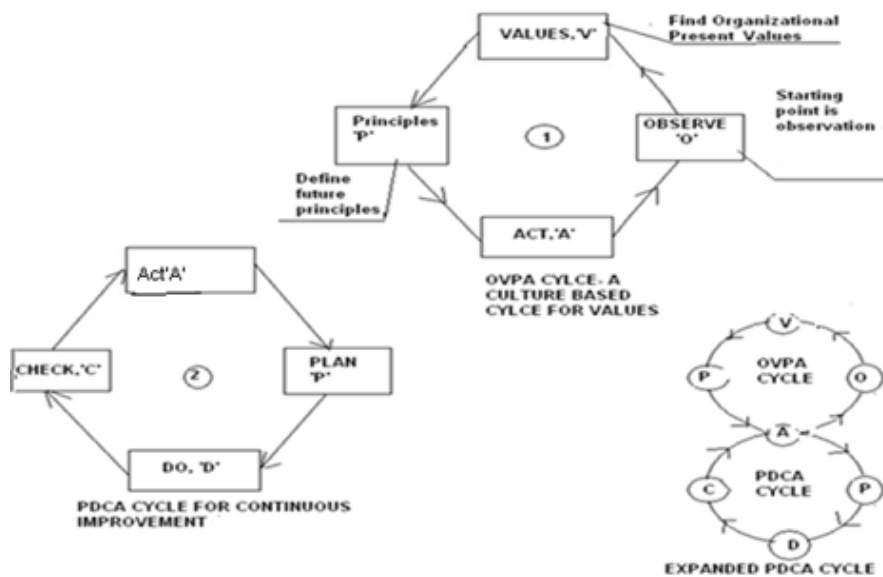 VALUES,'V'
Find Organizational
Present Values
Principles
'P'
1
OBSERVE
'O'
Starting
point is
observation
Define
future
principles,
ACT,'A'
OVPA CYLCE- A
CULTURE BASED
CYLCE FOR VALUES
Act'A'
CHECK,'C'
2
PLAN
'P'
DO, 'D'
PDCA CYCLE FOR CONTINUOUS
IMPROVEMENT
V
P
OVPA
CYCLE
O
A
C
PDCA
CYCLE
P
D
EXPANDED PDCA CYCLE